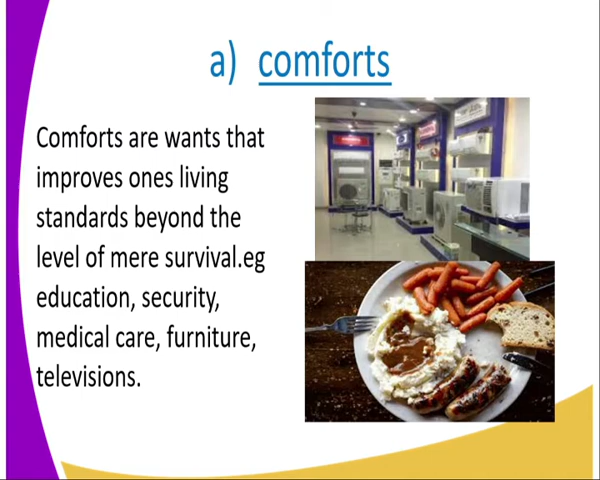 a) comforts
Comforts are wants that
improves ones living
standards beyond the
level of mere survival.eg
education, security,
medical care, furniture,
televisions.